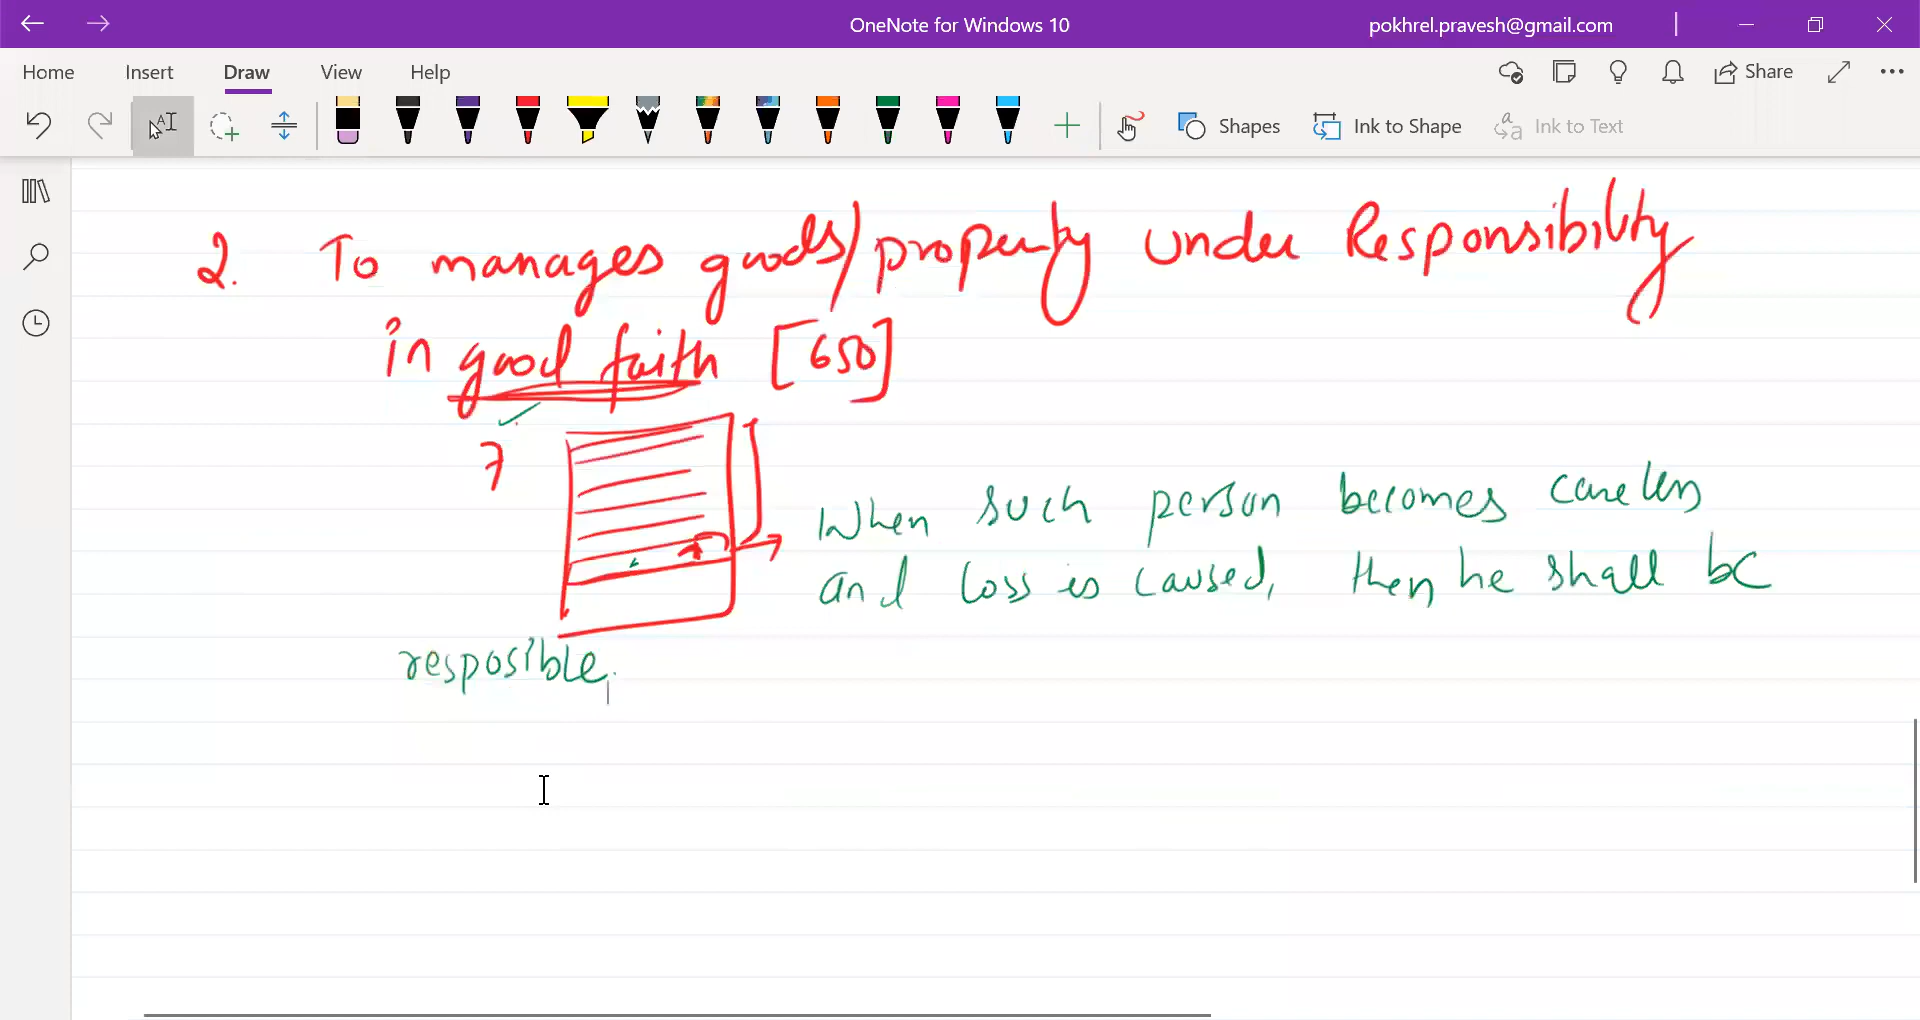 OneNote for Windows 10
pokhrel.pravesh@gmail.com
Home Insert Draw View Help
Share
Shapes Ink to Shape Ink to Text
2. To manages goods/property under Responsibility
in good faith [650]
7
When such person becomes careless
and loss is caused, then he shall be
resposible.